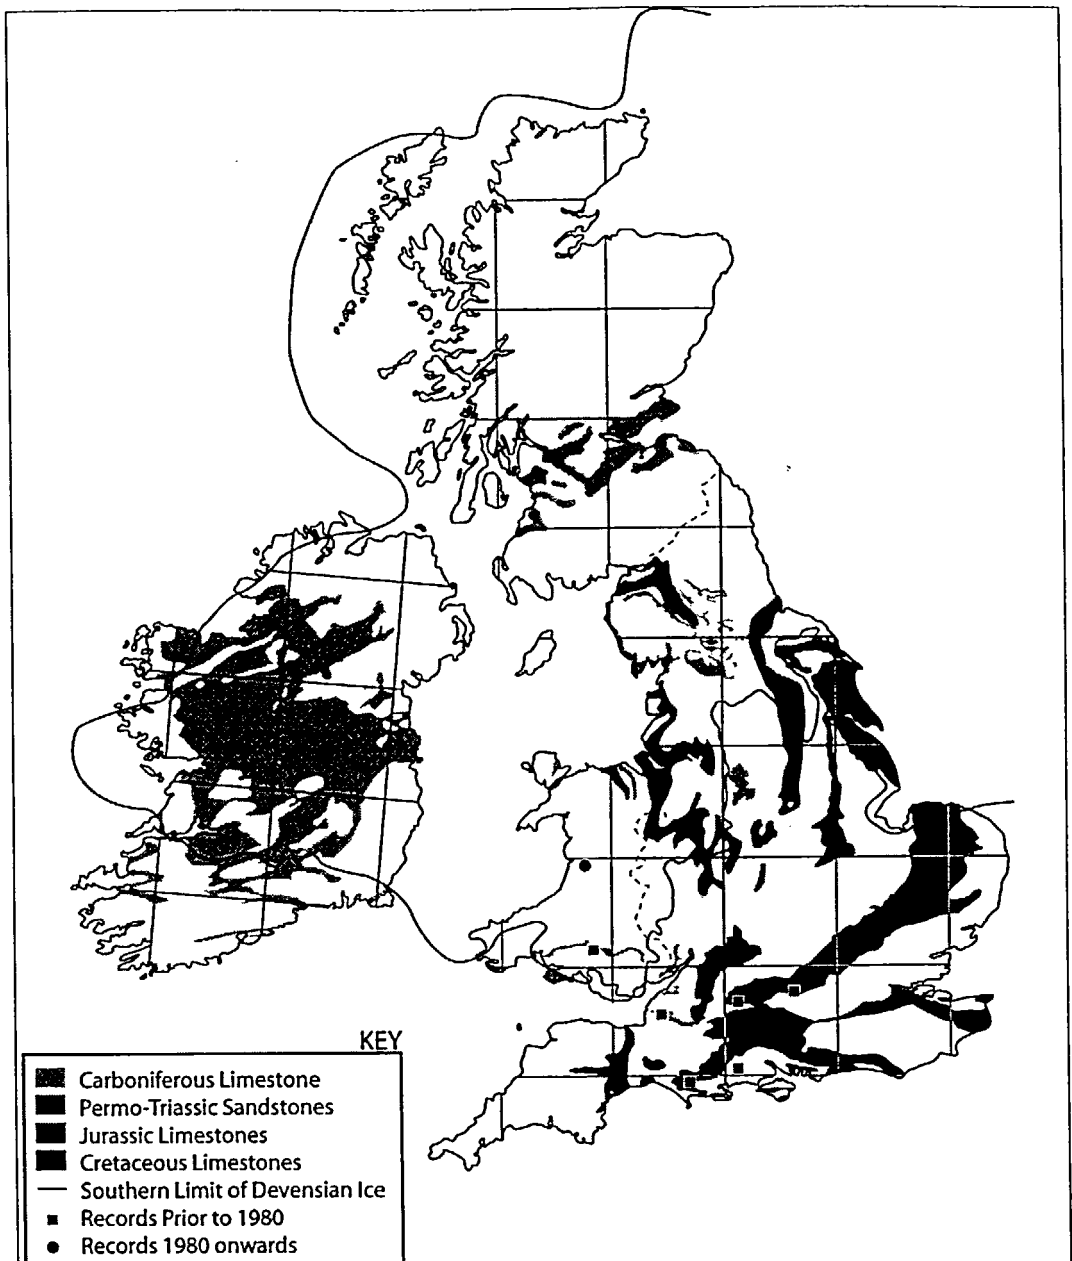 KEY
Carboniferous Limestone
Permo-Triassic Sandstones
Jurassic Limestones
Cretaceous Limestones
Southern Limit of Devensian Ice
Records Prior to 1980
Records 1980 onwards